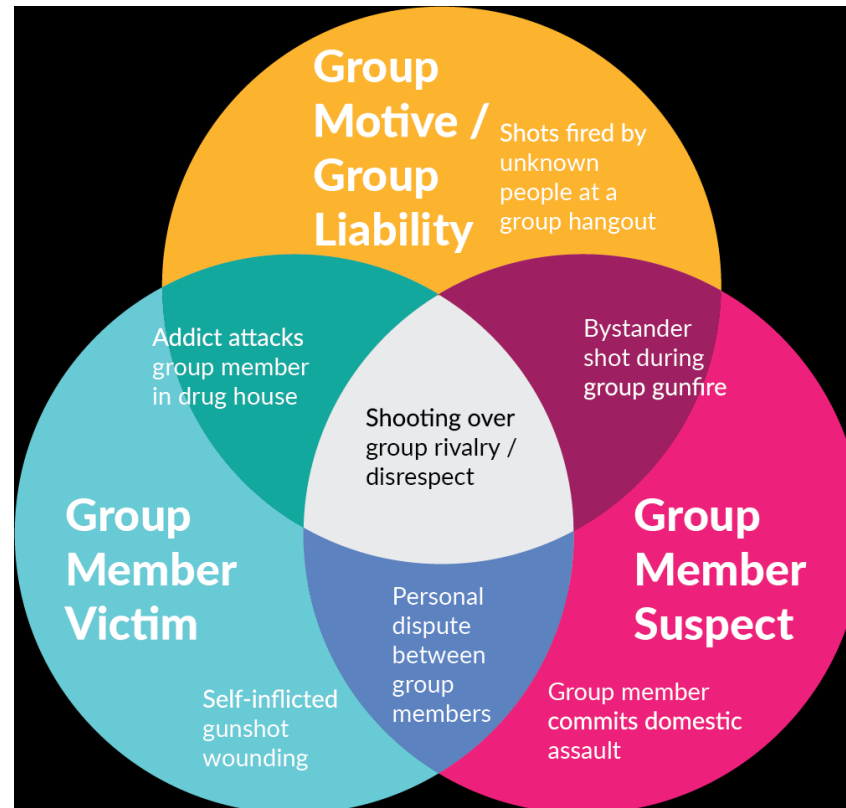 Group
Motive /
Group
Liability
Shots fired by
unknown
people at a
group hangout
Addict attacks
group member
in drug house
Bystander
shot during
group gunfire
Shooting over
group rivalry /
disrespect
Group
Member
Victim
Group
Member
Suspect
Personal
dispute
between
group
members
Self-inflicted
gunshot
wounding
Group member
commits domestic
assault